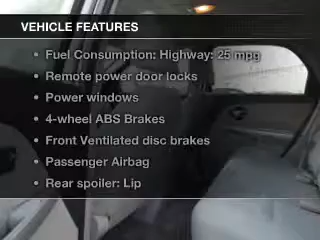 VEHICLE FEATURES
• Fuel Consumption: Highway: 25 mpg
• Remote power door locks
• Power windows
• 4-wheel ABS Brakes
• Front Ventilated disc brakes
• Passenger Airbag
• Rear spoiler: Lip